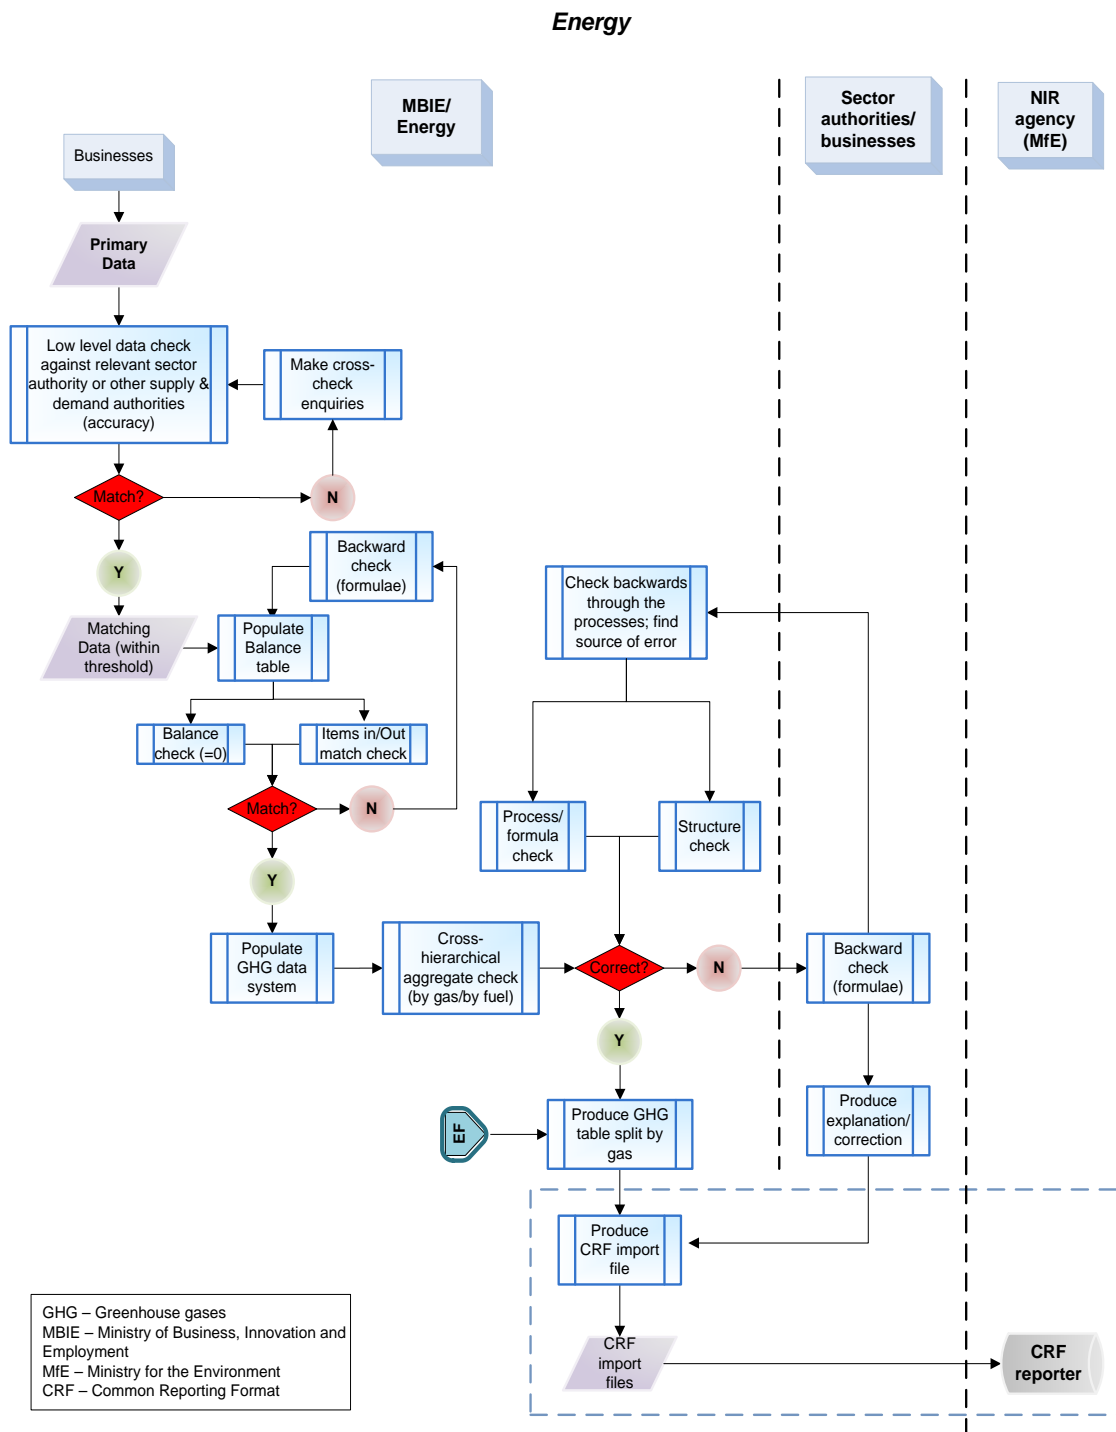 Energy
MBIE/
Energy
Sector
authorities/
businesses
NIR
agency
(MfE)
Businesses
Primary
Data
Low level data check
against relevant sector
authority or other supply &
demand authorities
(accuracy)
Make cross-
check
enquiries
Match?
N
Y
Backward
check
(formulae)
Matching
Data (within
threshold)
Populate
Balance
table
Check backwards
through the
processes; find
source of error
Balance
check (=0)
Items in/Out
match check
Match?
N
Process/
formula
check
Structure
check
Y
Populate
GHG data
system
Cross-
hierarchical
aggregate check
(by gas/by fuel)
Correct?
N
Backward
check
(formulae)
Y
EF
Produce GHG
table split by
gas
Produce
explanation/
correction
Produce
CRF import
file
CRF
import
files
CRF
reporter
GHG – Greenhouse gases
MBIE – Ministry of Business, Innovation and
Employment
MfE – Ministry for the Environment
CRF – Common Reporting Format